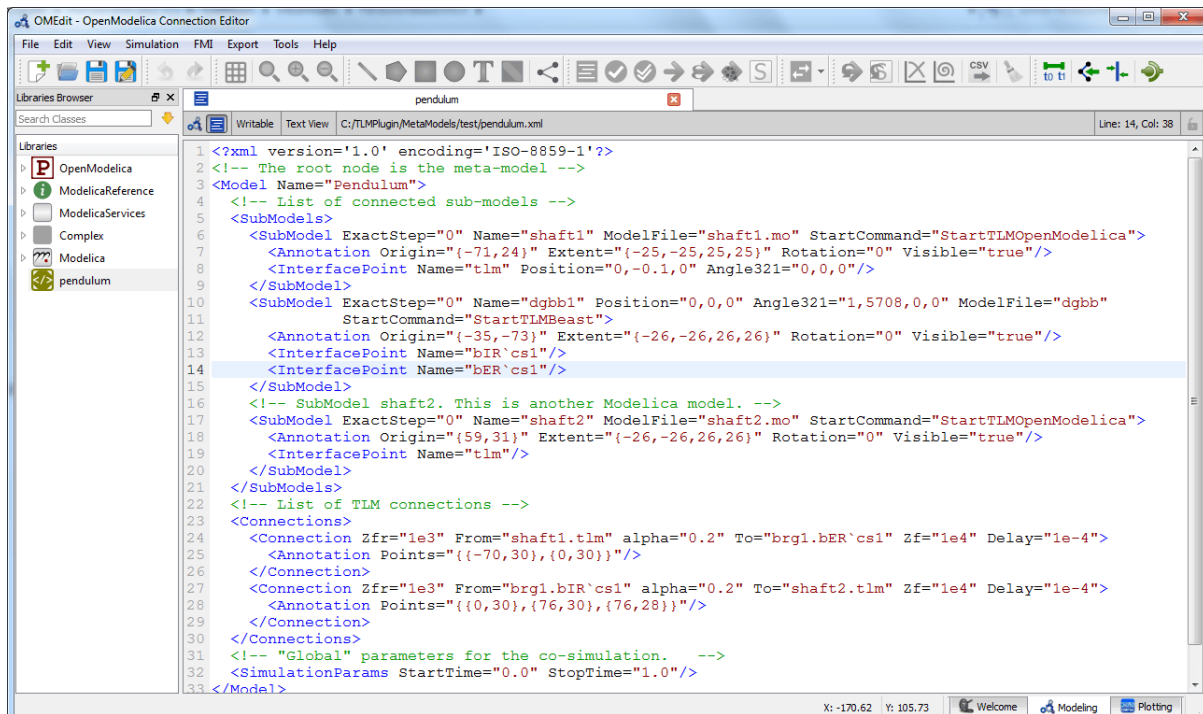 OMEdit - OpenModelica Connection Editor
File Edit View Simulation FMI Export Tools Help
T S CSV to t1
Libraries Browser
pendulum
Search Classes
Writable Text View C:/TLMPlugin/MetaModels/test/pendulum.xml Line: 14, Col: 38
Libraries
P OpenModelica
i ModelicaReference
ModelicaServices
Complex
Modelica
</> pendulum
1 <?xml version='1.0' encoding='ISO-8859-1'?>
2 <!-- The root node is the meta-model -->
3 <Model Name="Pendulum">
4 <!-- List of connected sub-models -->
5 <SubModels>
6 <SubModel ExactStep="0" Name="shaft1" ModelFile="shaft1.mo" StartCommand="StartTLMOpenModelica">
7 <Annotation Origin="{-71,24}" Extent="{-25,-25,25,25}" Rotation="0" Visible="true"/>
8 <InterfacePoint Name="tlm" Position="0,-0.1,0" Angle321="0,0,0"/>
9 </SubModel>
10 <SubModel ExactStep="0" Name="dgbb1" Position="0,0,0" Angle321="1,5708,0,0" ModelFile="dgbb"
11 StartCommand="StartTLMBeast">
12 <Annotation Origin="{-35,-73}" Extent="{-26,-26,26,26}" Rotation="0" Visible="true"/>
13 <InterfacePoint Name="bIR`cs1"/>
14 <InterfacePoint Name="bER`cs1"/>
15 </SubModel>
16 <!-- SubModel shaft2. This is another Modelica model. -->
17 <SubModel ExactStep="0" Name="shaft2" ModelFile="shaft2.mo" StartCommand="StartTLMOpenModelica">
18 <Annotation Origin="{59,31}" Extent="{-26,-26,26,26}" Rotation="0" Visible="true"/>
19 <InterfacePoint Name="tlm"/>
20 </SubModel>
21 </SubModels>
22 <!-- List of TLM connections -->
23 <Connections>
24 <Connection Zfr="1e3" From="shaft1.tlm" alpha="0.2" To="brg1.bER`cs1" Zf="1e4" Delay="1e-4">
25 <Annotation Points="{{-70,30},{0,30}}"/>
26 </Connection>
27 <Connection Zfr="1e3" From="brg1.bIR`cs1" alpha="0.2" To="shaft2.tlm" Zf="1e4" Delay="1e-4">
28 <Annotation Points="{{0,30},{76,30},{76,28}}"/>
29 </Connection>
30 </Connections>
31 <!-- "Global" parameters for the co-simulation. -->
32 <SimulationParams StartTime="0.0" StopTime="1.0"/>
33 </Model>
X: -170.62 Y: 105.73 Welcome Modeling Plotting